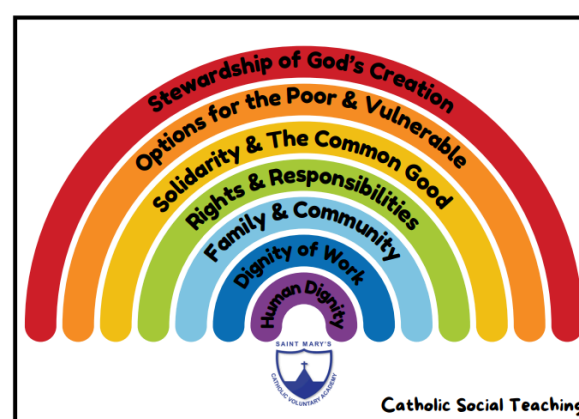 Stewardship of God's Creation
Options for the Poor & Vulnerable
Solidarity & The Common Good
Rights & Responsibilities
Family & Community
Dignity of Work
Human Dignity
SAINT MARY'S
CATHOLIC VOLUNTARY ACADEMY
Catholic Social Teaching